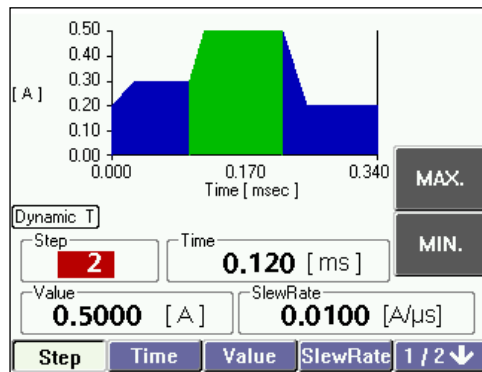 0.50
0.40
0.30
[ A ]
0.20
0.10
0.00
0.000 0.170 0.340
Time [ msec ]
MAX.
MIN.
Dynamic T
Step
2
Time
0.120 [ ms ]
Value
0.5000 [ A ]
SlewRate
0.0100 [A/µs]
Step Time Value SlewRate 1 / 2